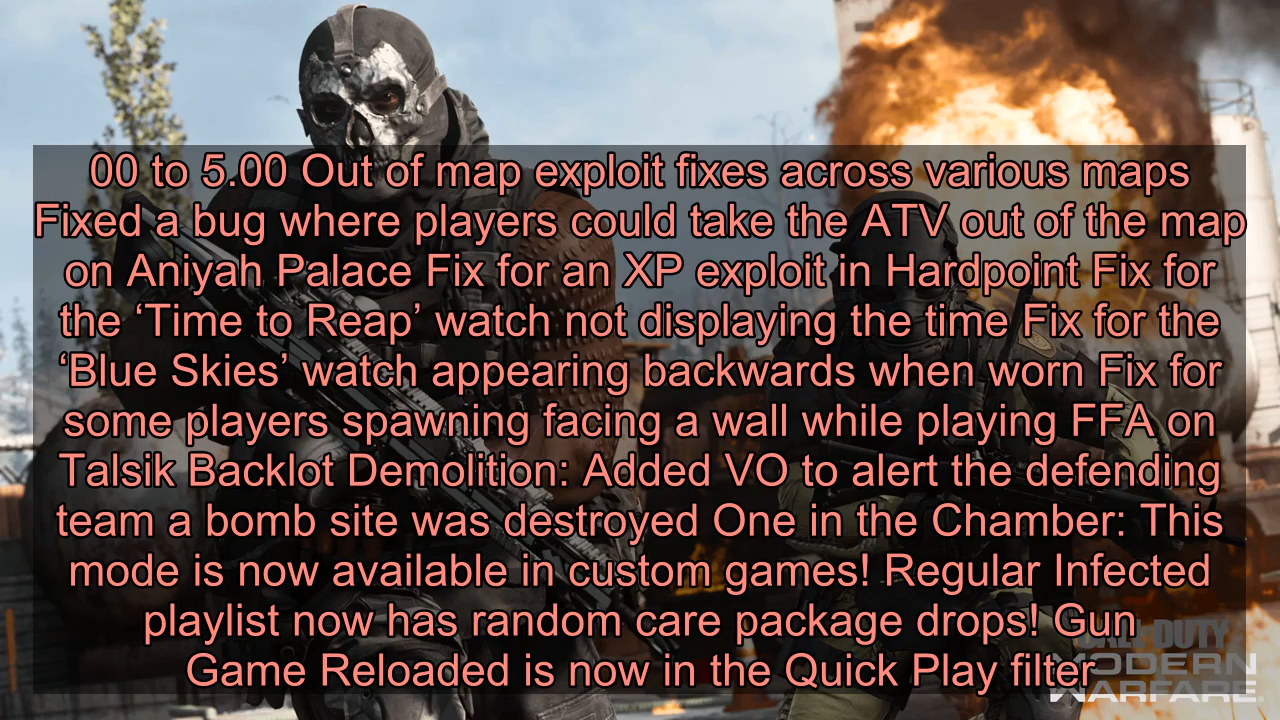 00 to 5.00 Out of map exploit fixes across various maps
Fixed a bug where players could take the ATV out of the map
on Aniyah Palace Fix for an XP exploit in Hardpoint Fix for
the ‘Time to Reap’ watch not displaying the time Fix for the
‘Blue Skies’ watch appearing backwards when worn Fix for
some players spawning facing a wall while playing FFA on
Talsik Backlot Demolition: Added VO to alert the defending
team a bomb site was destroyed One in the Chamber: This
mode is now available in custom games! Regular Infected
playlist now has random care package drops! Gun
Game Reloaded is now in the Quick Play filter
DUTY
MODERN
WARFARE